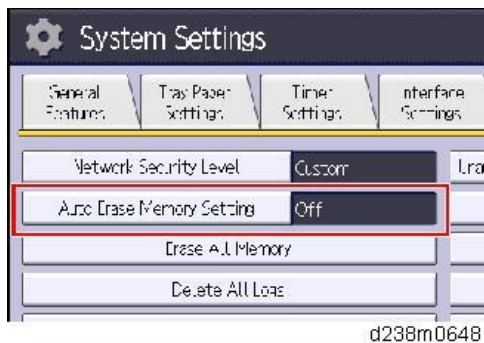 System Settings
General Features
Tray Paper Settings
Timer Settings
Interface Settings
Network Security Level
Custom
Auto Erase Memory Setting
Off
Erase All Memory
Delete All Logs
d238m0648